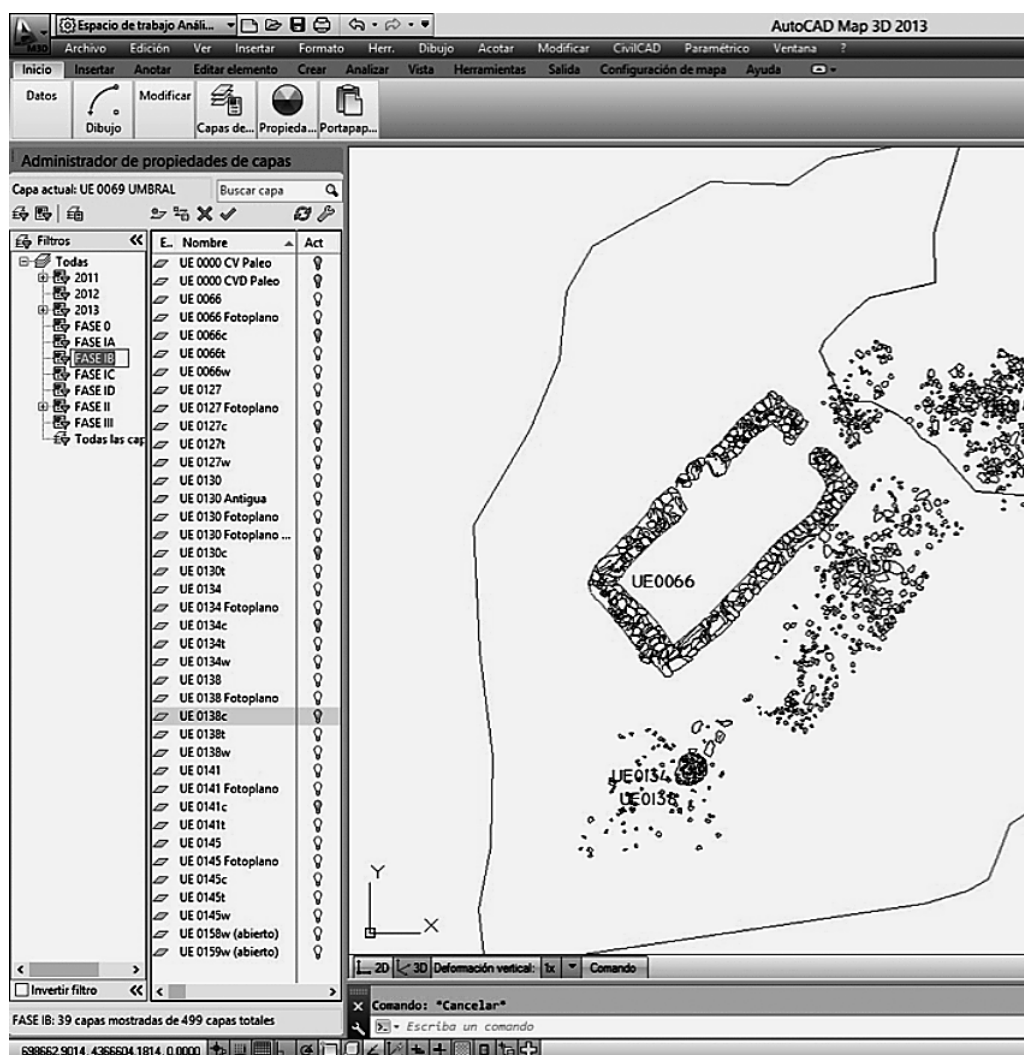 Espacio de trabajo Análi...
AutoCAD Map 3D 2013
M3D
Archivo Edición Ver Insertar Formato Herr. Dibujo Acotar Modificar CivilCAD Paramétrico Ventana ?
Inicio Insertar Anotar Editar elemento Crear Analizar Vista Herramientas Salida Configuración de mapa Ayuda
Datos
Modificar
Dibujo
Capas de... Propieda... Portapap...
Administrador de propiedades de capas
Capa actual: UE 0069 UMBRAL
Buscar capa
Filtros
Todas
2011
2012
2013
FASE 0
FASE IA
FASE IB
FASE IC
FASE ID
FASE II
FASE III
Todas las cap
E.. Nombre Act
UE 0000 CV Paleo
UE 0000 CVD Paleo
UE 0066
UE 0066 Fotoplano
UE 0066c
UE 0066t
UE 0066w
UE 0127
UE 0127 Fotoplano
UE 0127c
UE 0127t
UE 0127w
UE 0130
UE 0130 Antigua
UE 0130 Fotoplano
UE 0130 Fotoplano ...
UE 0130c
UE 0130t
UE 0134
UE 0134 Fotoplano
UE 0134c
UE 0134t
UE 0134w
UE 0138
UE 0138 Fotoplano
UE 0138c
UE 0138t
UE 0138w
UE 0141
UE 0141 Fotoplano
UE 0141c
UE 0141t
UE 0145
UE 0145 Fotoplano
UE 0145c
UE 0145t
UE 0145w
UE 0158w (abierto)
UE 0159w (abierto)
Invertir filtro
FASE IB: 39 capas mostradas de 499 capas totales
698662.9014, 4366604.1814, 0.0000
UE0066
UE0134
UE0138
Y
X
2D 3D Deformación vertical: 1x Comando
Comando: *Cancelar*
Escriba un comando